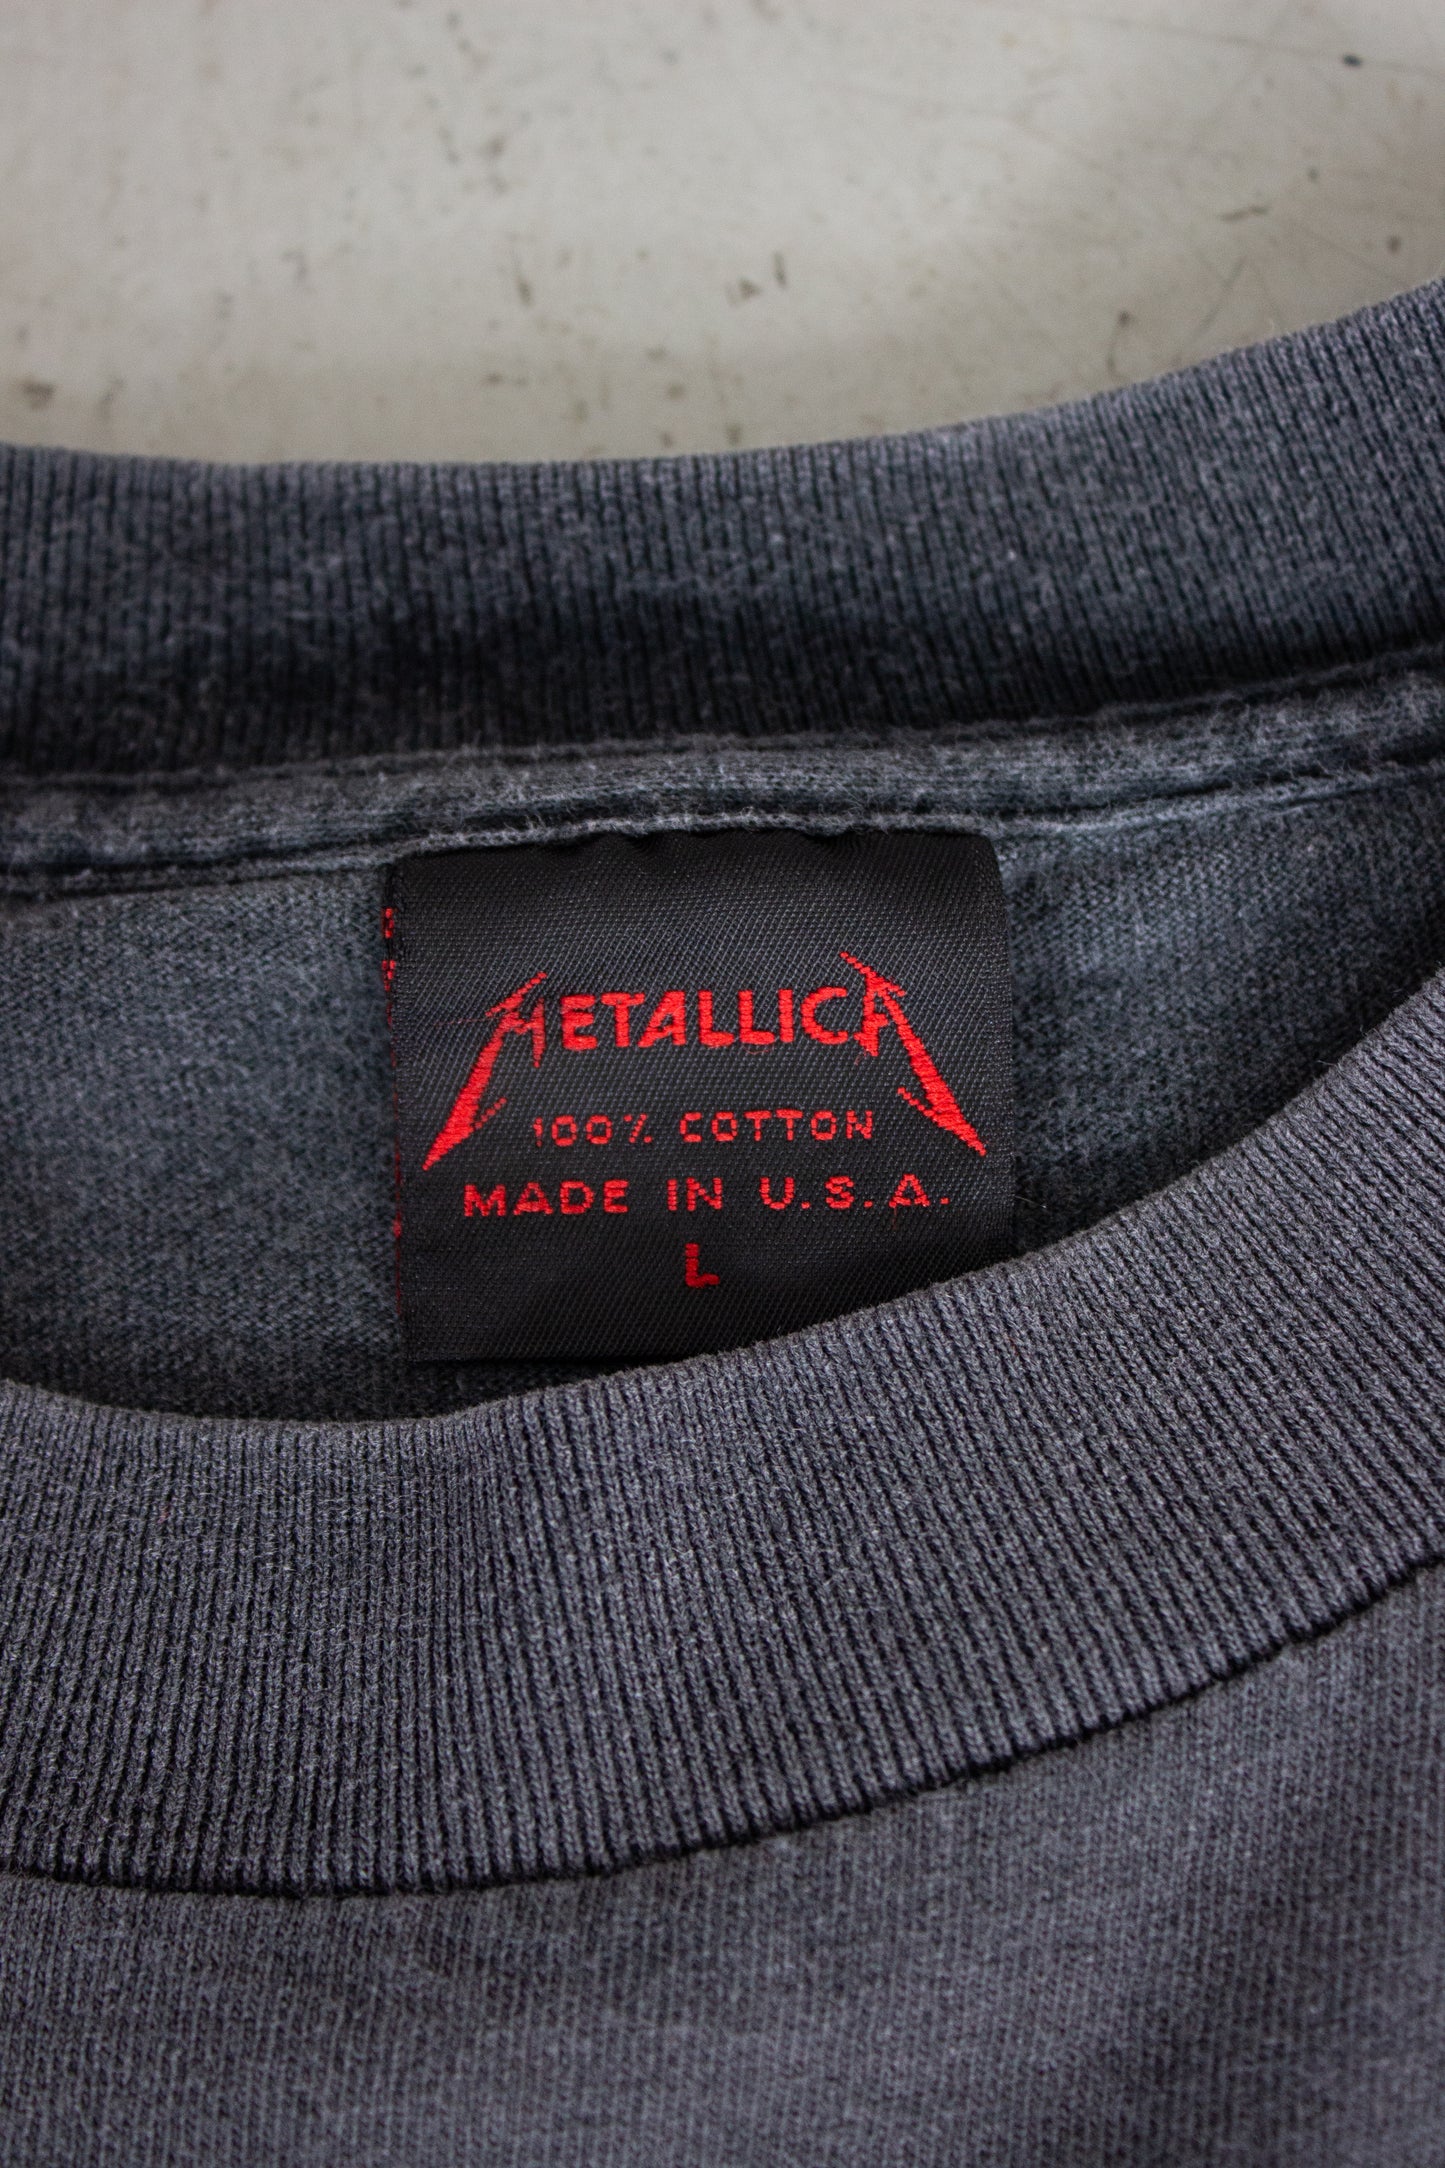 METALLICA
100% COTTON
MADE IN U.S.A.
L